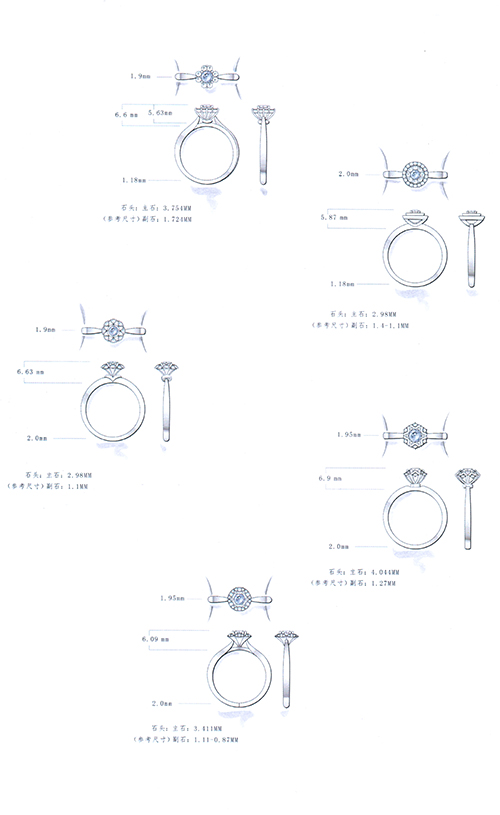 1.9mm
6.6 mm
5.63mm
1.18mm
石头：主石：3.754MM
（参考尺寸）副石：1.724MM
2.0mm
5.87 mm
1.18mm
石头：主石：2.98MM
（参考尺寸）副石：1.4-1.1MM
1.9mm
6.63 mm
2.0mm
石头：主石：2.98MM
（参考尺寸）副石：1.1MM
1.95mm
6.9 mm
2.0mm
石头：主石：4.044MM
（参考尺寸）副石：1.27MM
1.95mm
6.09 mm
2.0mm
石头：主石：3.411MM
（参考尺寸）副石：1.11-0.87MM